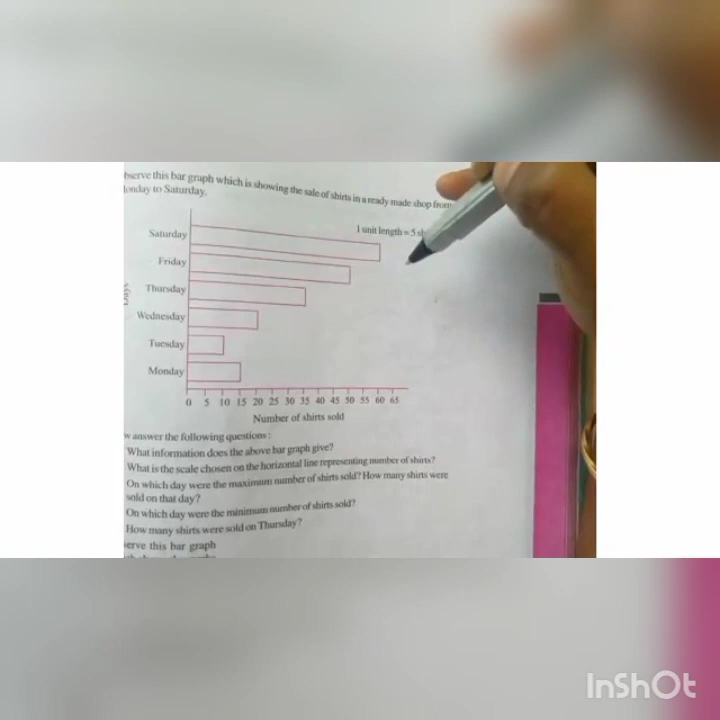 bserve this bar graph which is showing the sale of shirts in a ready made shop from
onday to Saturday.
1 unit length = 5 sh
Saturday
Friday
Thursday
Wednesday
Tuesday
Monday
Days
0 5 10 15 20 25 30 35 40 45 50 55 60 65
Number of shirts sold
w answer the following questions :
What information does the above bar graph give?
What is the scale chosen on the horizontal line representing number of shirts?
On which day were the maximum number of shirts sold? How many shirts were
sold on that day?
On which day were the minimum number of shirts sold?
How many shirts were sold on Thursday?
erve this bar graph
InShOt